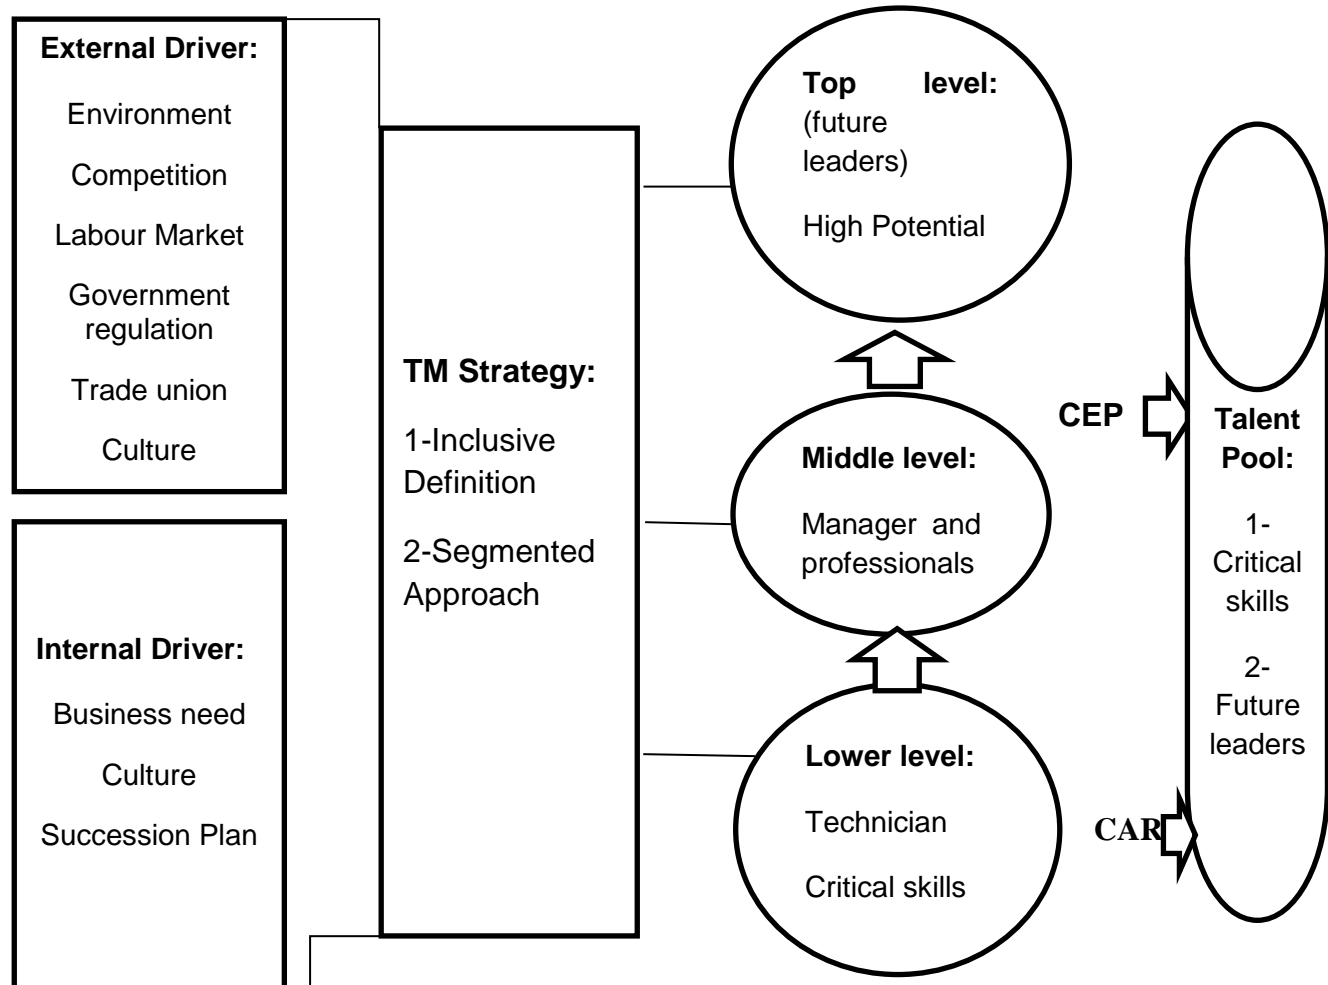 External Driver:
Environment
Competition
Labour Market
Government
regulation
Trade union
Culture
Internal Driver:
Business need
Culture
Succession Plan
TM Strategy:
1-Inclusive
Definition
2-Segmented
Approach
Top level:
(future
leaders)
High Potential
Middle level:
Manager and
professionals
Lower level:
Technician
Critical skills
CEP
CAR
Talent
Pool:
1-
Critical
skills
2-
Future
leaders